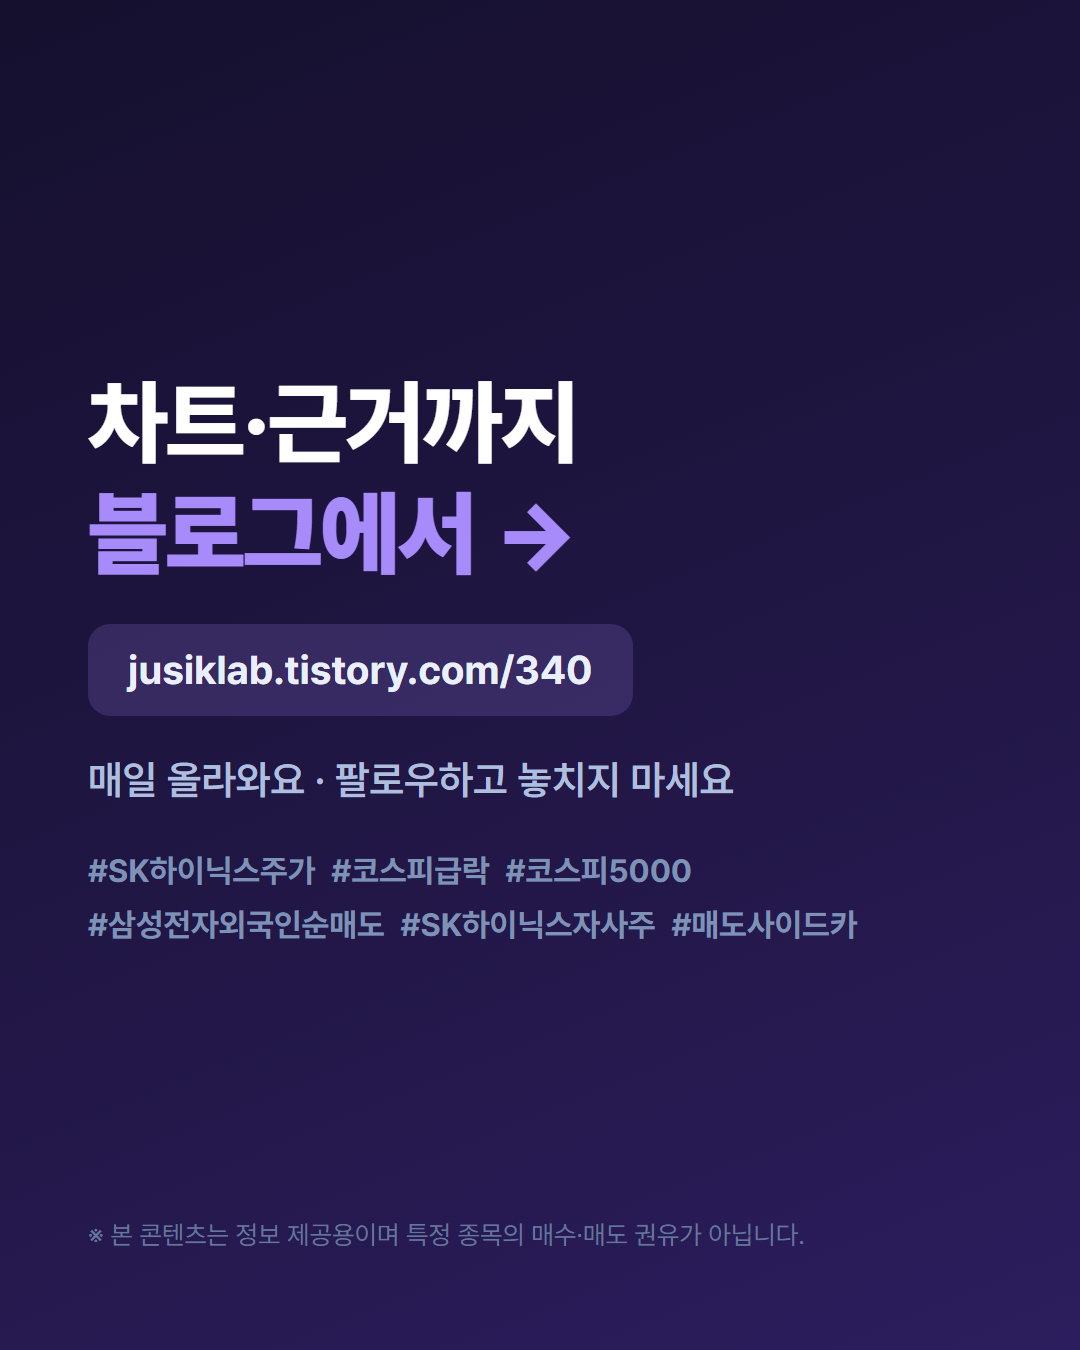 차트·근거까지
블로그에서 →
jusiklab.tistory.com/340
매일 올라와요 · 팔로우하고 놓치지 마세요
#SK하이닉스주가 #코스피급락 #코스피5000
#삼성전자외국인순매도 #SK하이닉스자사주 #매도사이드카
※ 본 콘텐츠는 정보 제공용이며 특정 종목의 매수·매도 권유가 아닙니다.